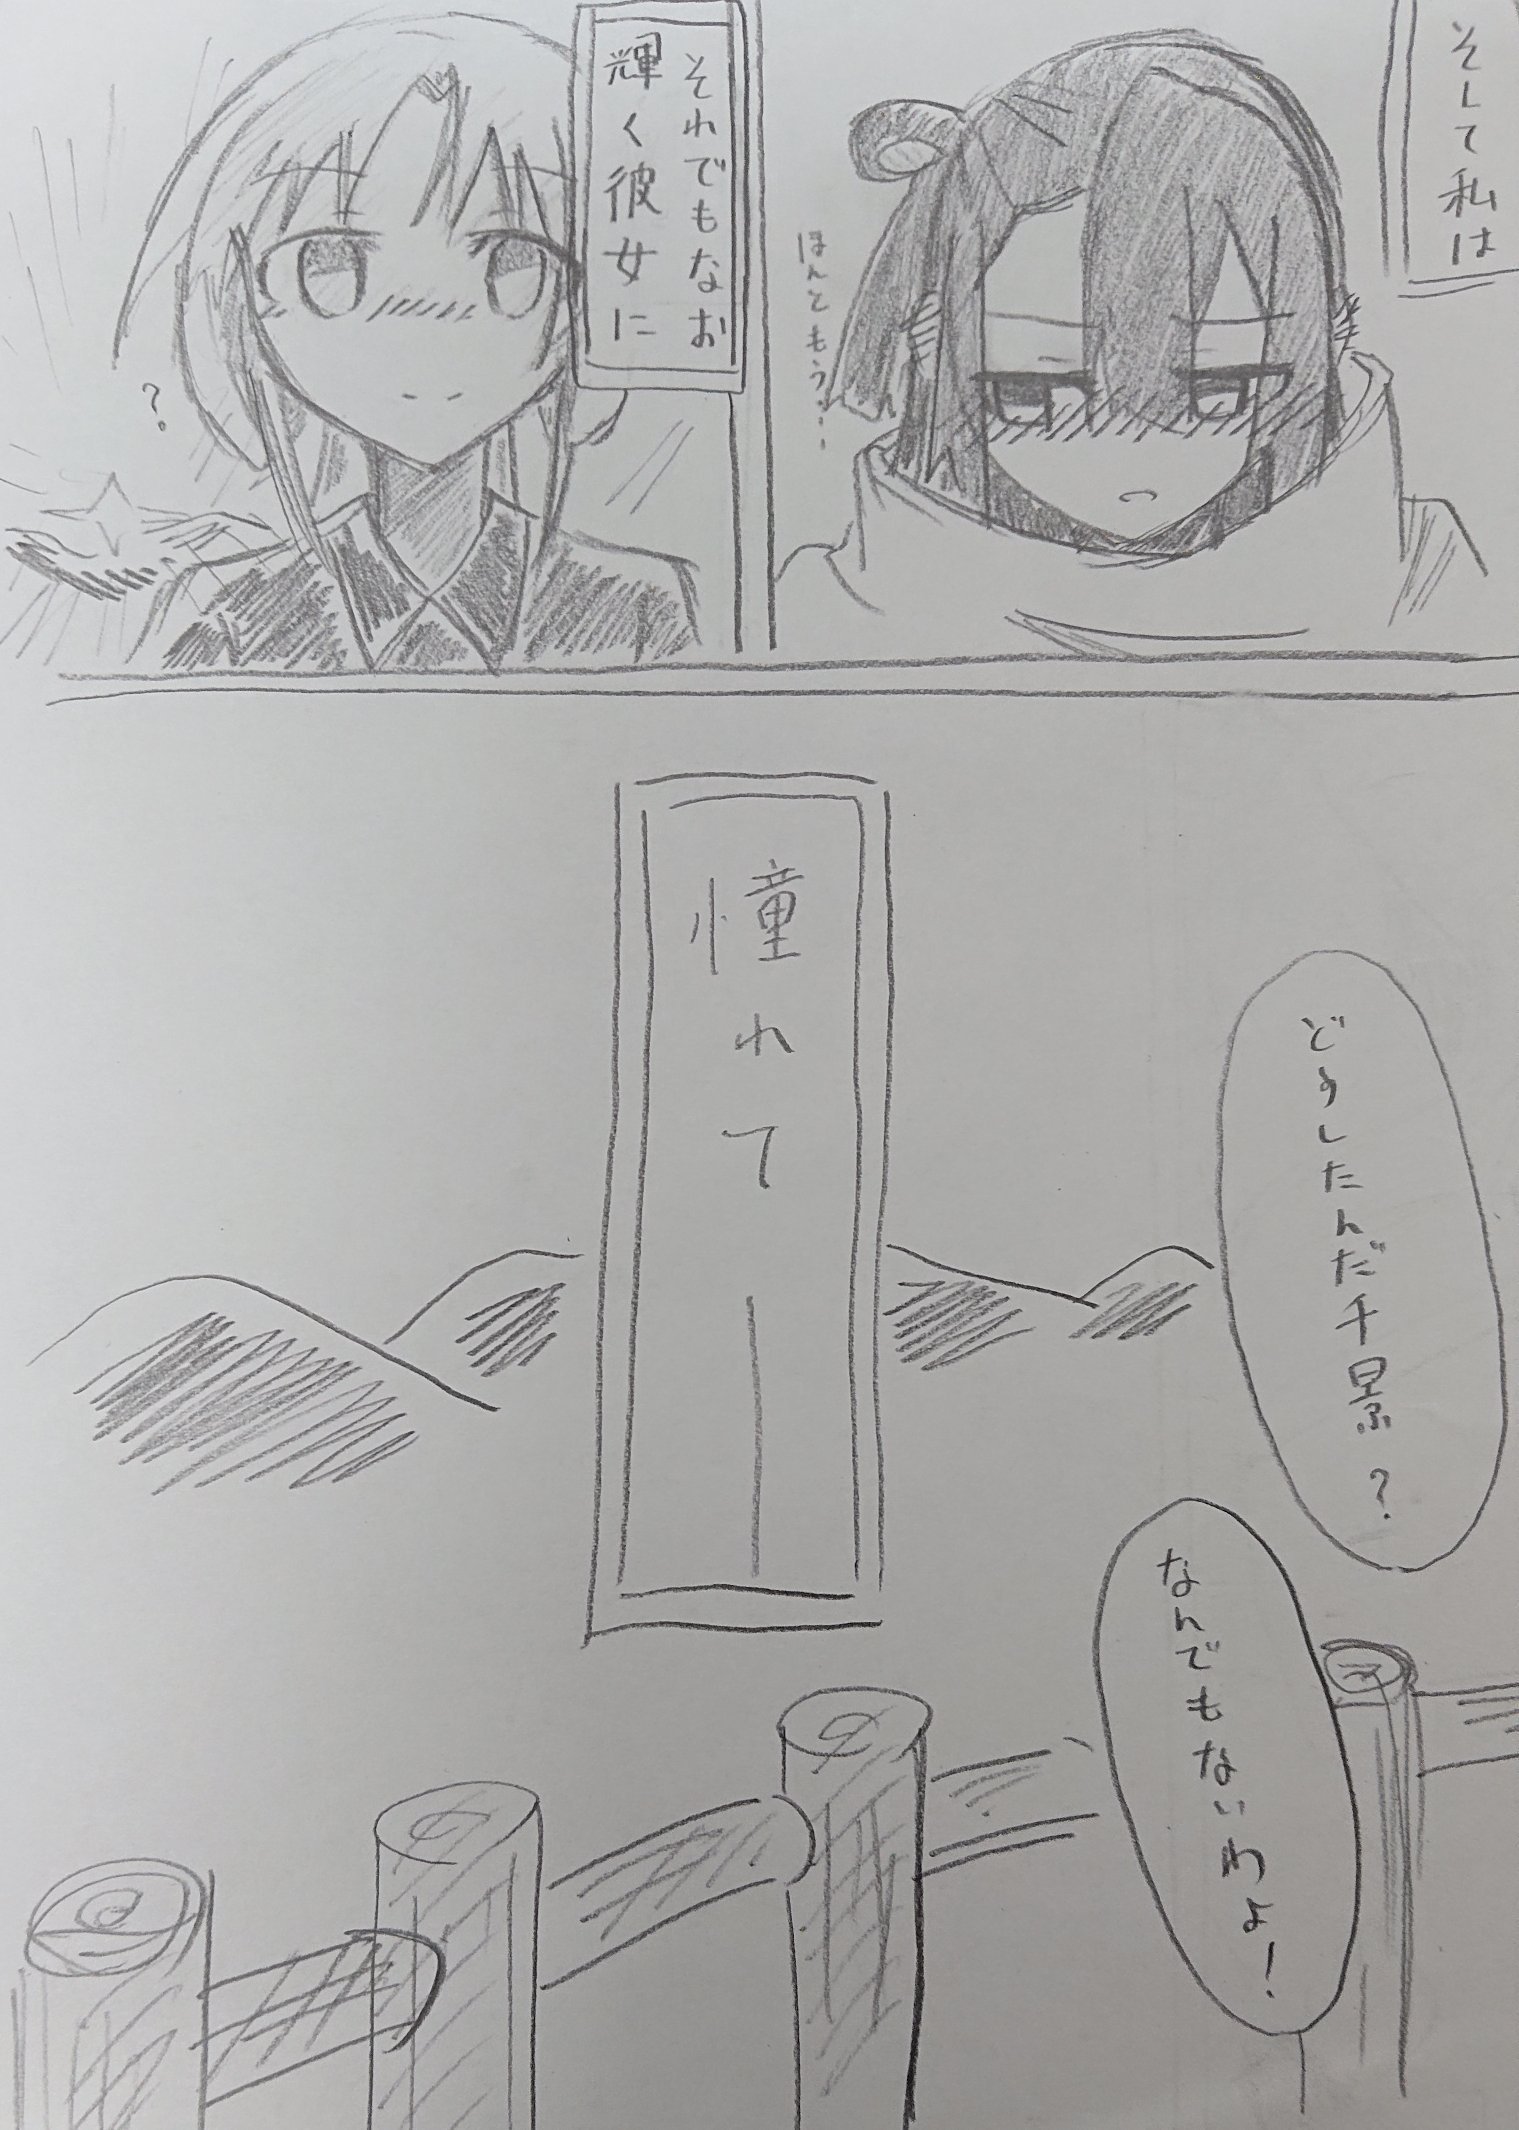 そして私は
ほんともう…
それでもなお
輝く彼女に
?
どうしたんだ千景?
なんでもないわよ!
憧れて―